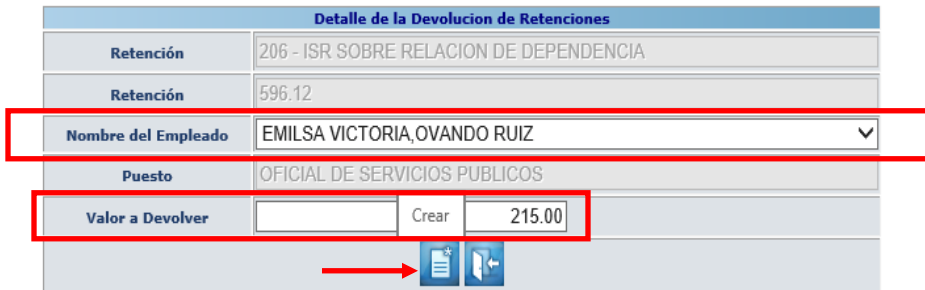 Detalle de la Devolucion de Retenciones
Retención 206 - ISR SOBRE RELACION DE DEPENDENCIA
Retención 596.12
Nombre del Empleado EMILSA VICTORIA,OVANDO RUIZ
Puesto OFICIAL DE SERVICIOS PUBLICOS
Valor a Devolver Crear 215.00